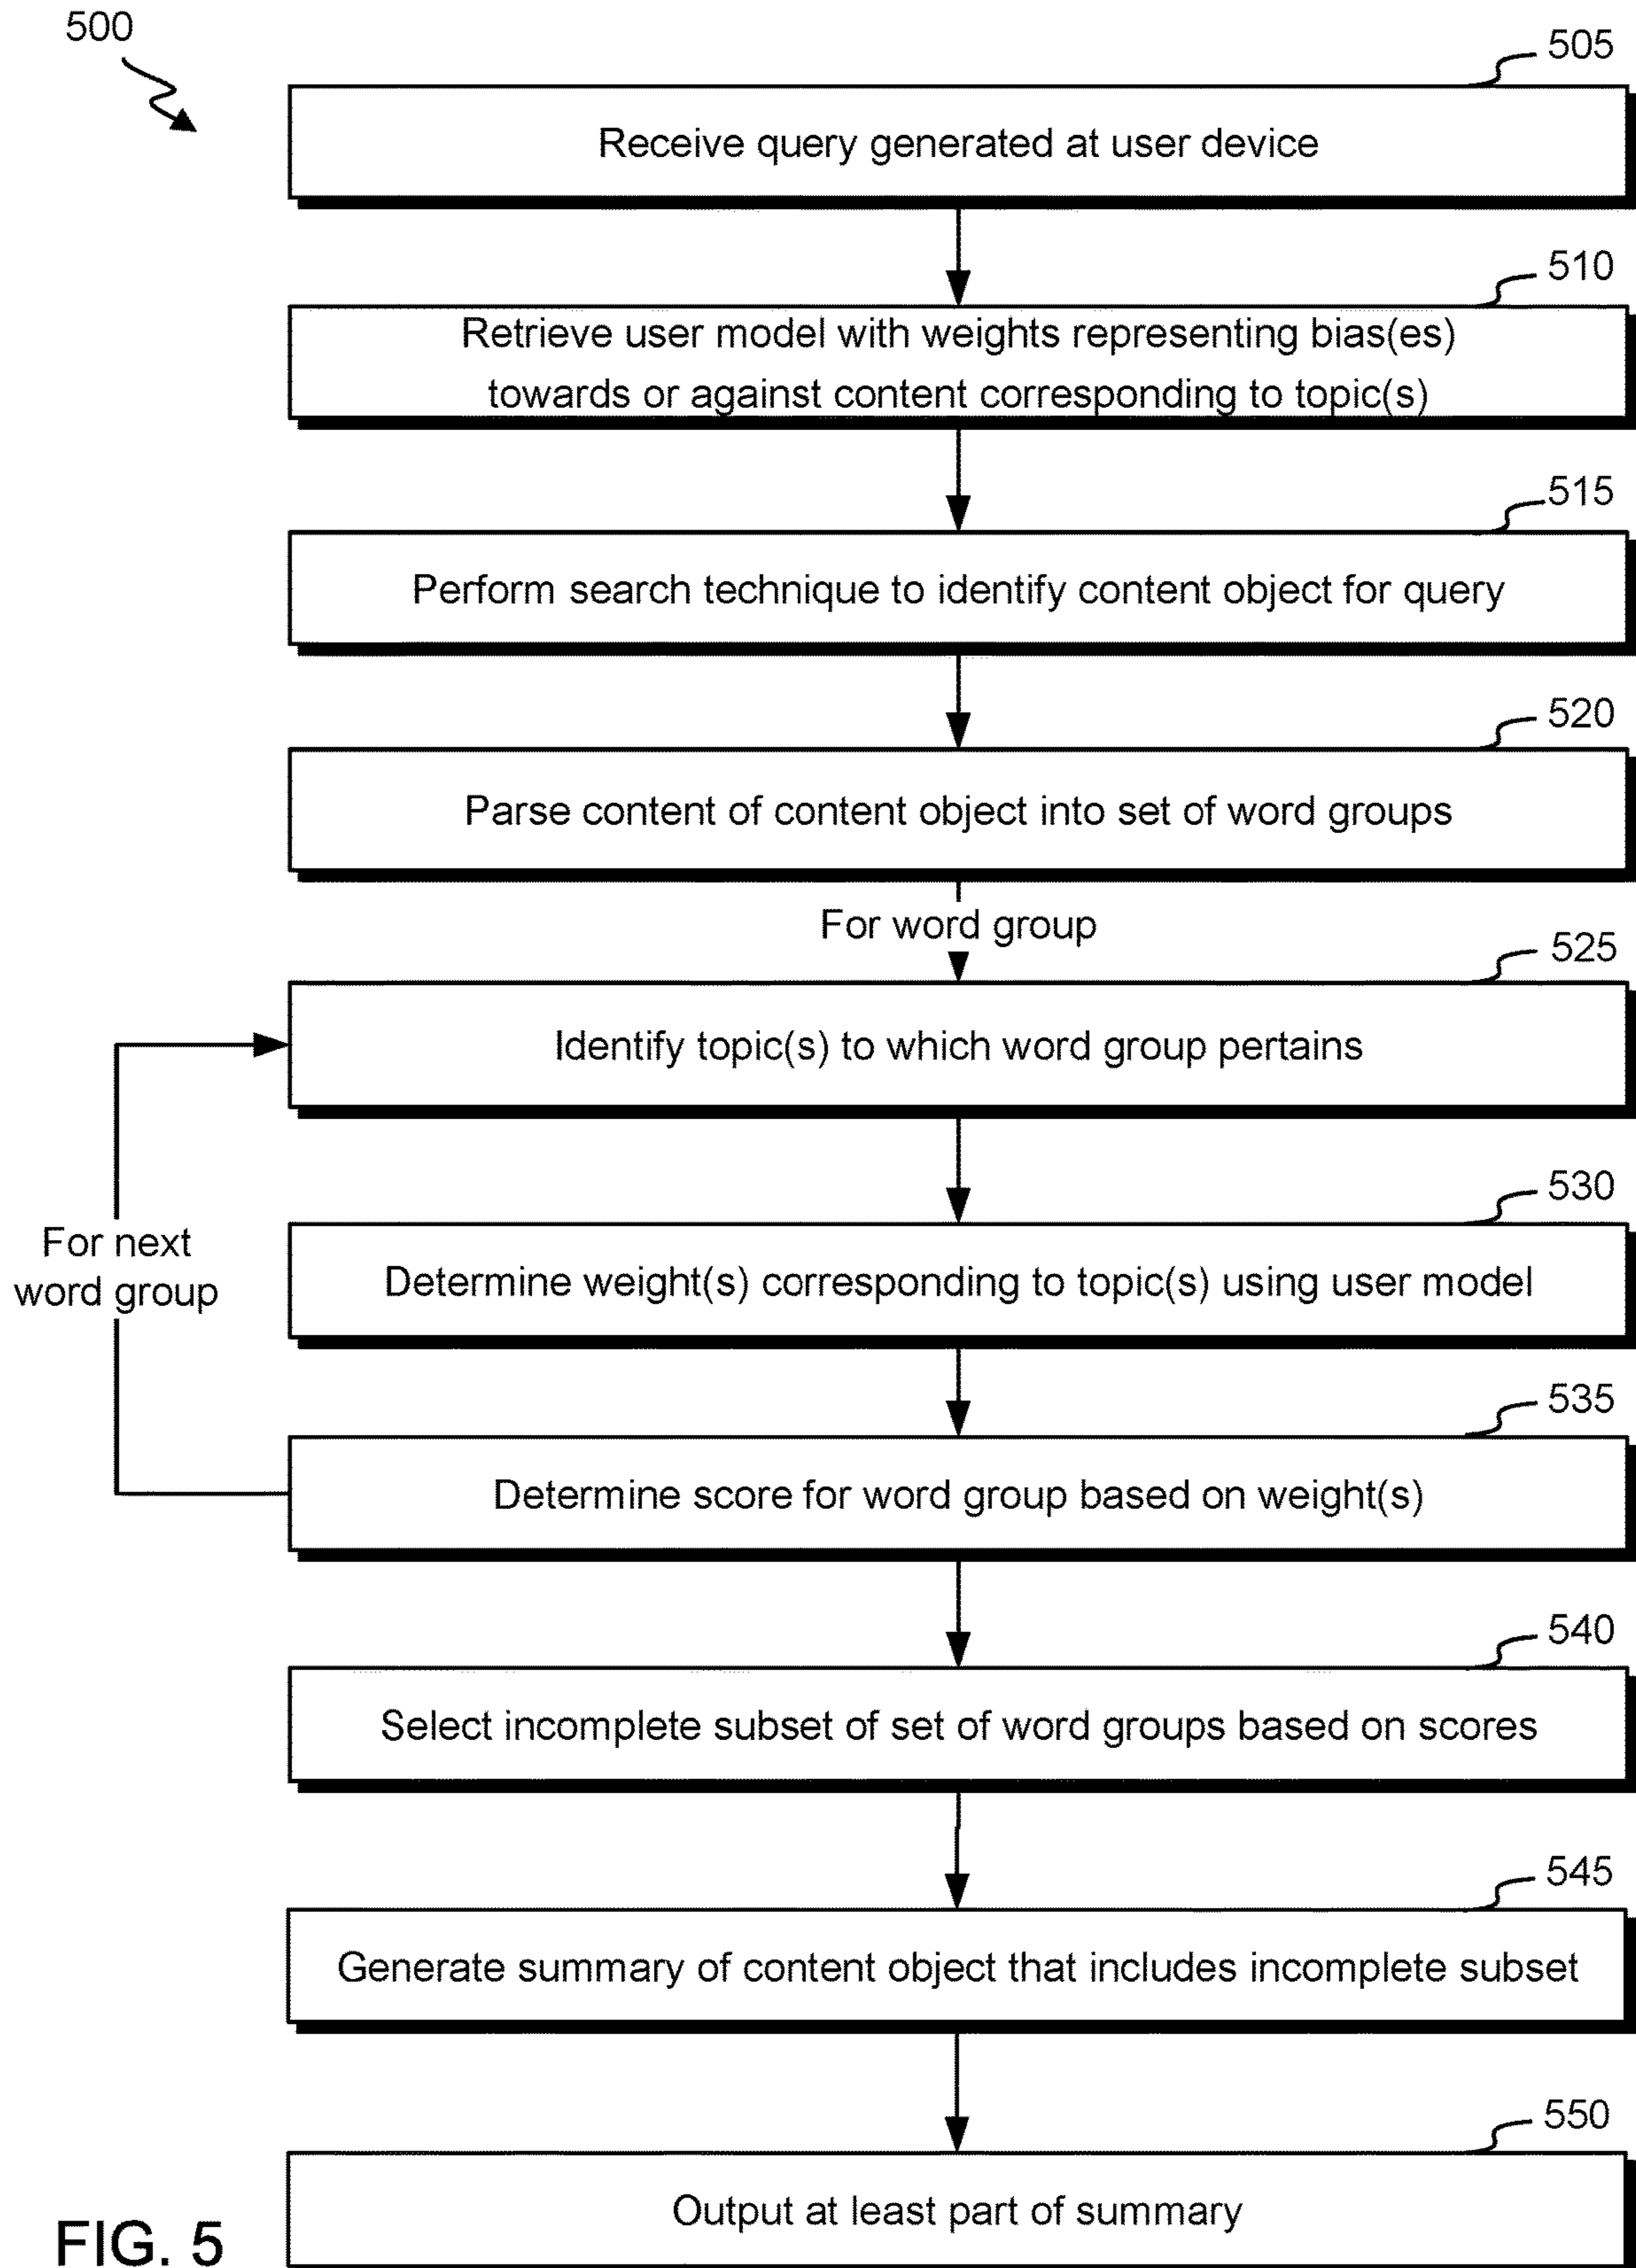 500
505
Receive query generated at user device
510
Retrieve user model with weights representing bias(es)
towards or against content corresponding to topic(s)
515
Perform search technique to identify content object for query
520
Parse content of content object into set of word groups
For word group
525
Identify topic(s) to which word group pertains
530
For next
word group
Determine weight(s) corresponding to topic(s) using user model
535
Determine score for word group based on weight(s)
540
Select incomplete subset of set of word groups based on scores
545
Generate summary of content object that includes incomplete subset
550
Output at least part of summary
FIG. 5